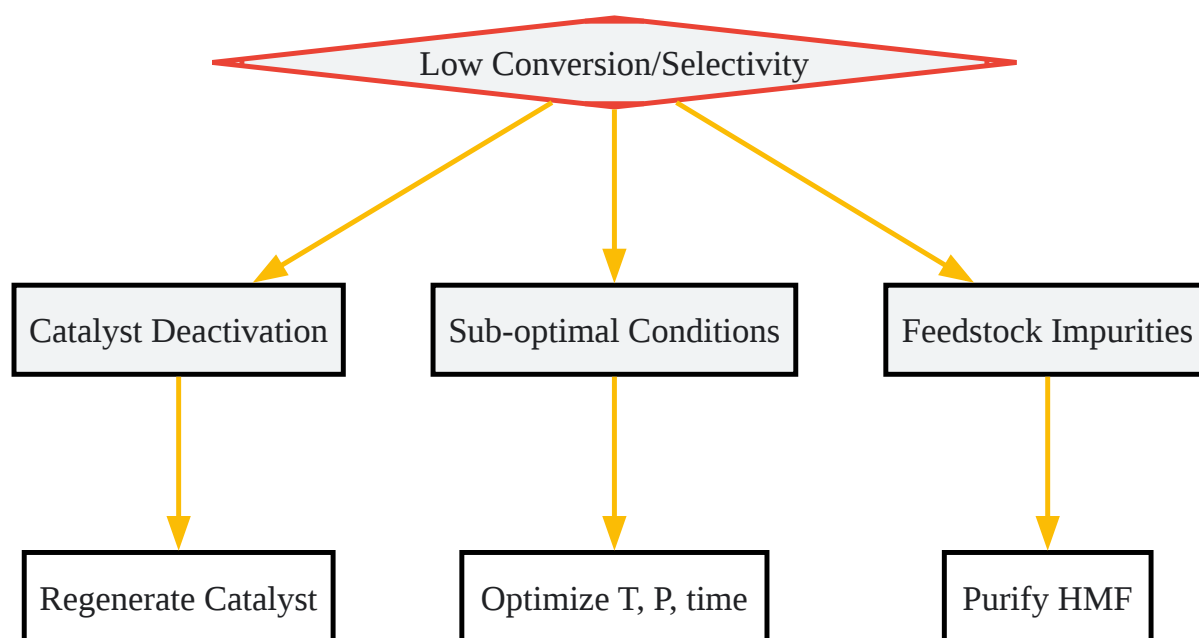 Low Conversion/Selectivity
Catalyst Deactivation
Sub-optimal Conditions
Feedstock Impurities
Regenerate Catalyst
Optimize T, P, time
Purify HMF